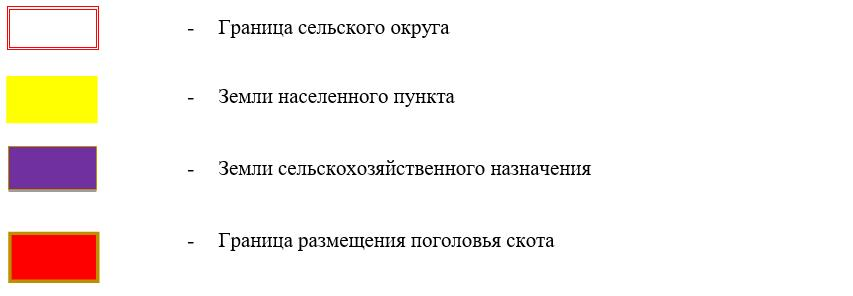 - Граница сельского округа
- Земли населенного пункта
- Земли сельскохозяйственного назначения
- Граница размещения поголовья скота